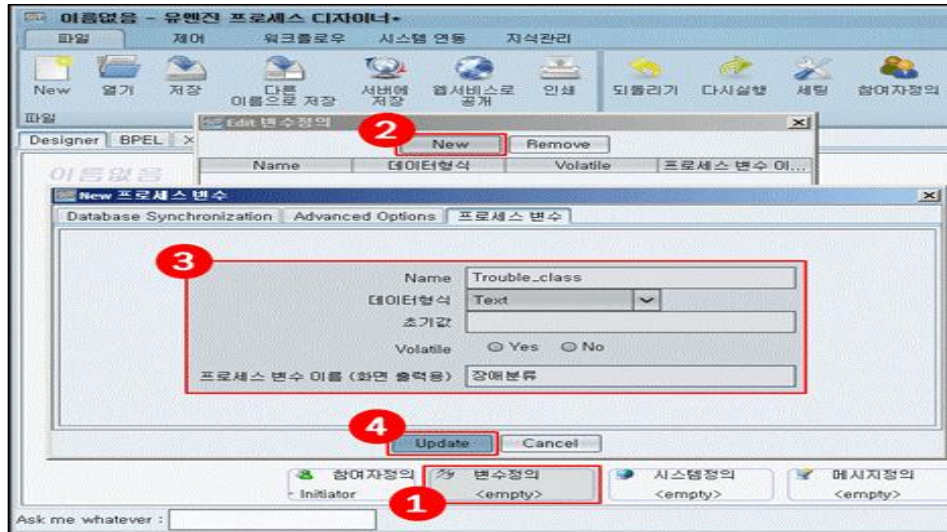 이름없음 - 유엔진 프로세스 디자이너*
파일 제어 워크플로우 시스템 연동 지식관리
New 열기 저장 다른 이름으로 저장 서버에 저장 웹서비스로 공개 인쇄 되돌리기 다시실행 세팅 참여자정의
파일
Edit 변수정의
2
New Remove
Designer BPEL X
Name 데이터형식 Volatile 프로세스 변수 이...
이름없음
New 프로세스 변수
Database Synchronization Advanced Options 프로세스 변수
3
Name Trouble_class
데이터형식 Text
초기값
Volatile Yes No
프로세스 변수 이름 (화면 출력용) 장애분류
4
Update Cancel
참여자정의 변수정의 시스템정의 메시지정의
- Initiator <empty> <empty> <empty>
1
Ask me whatever :